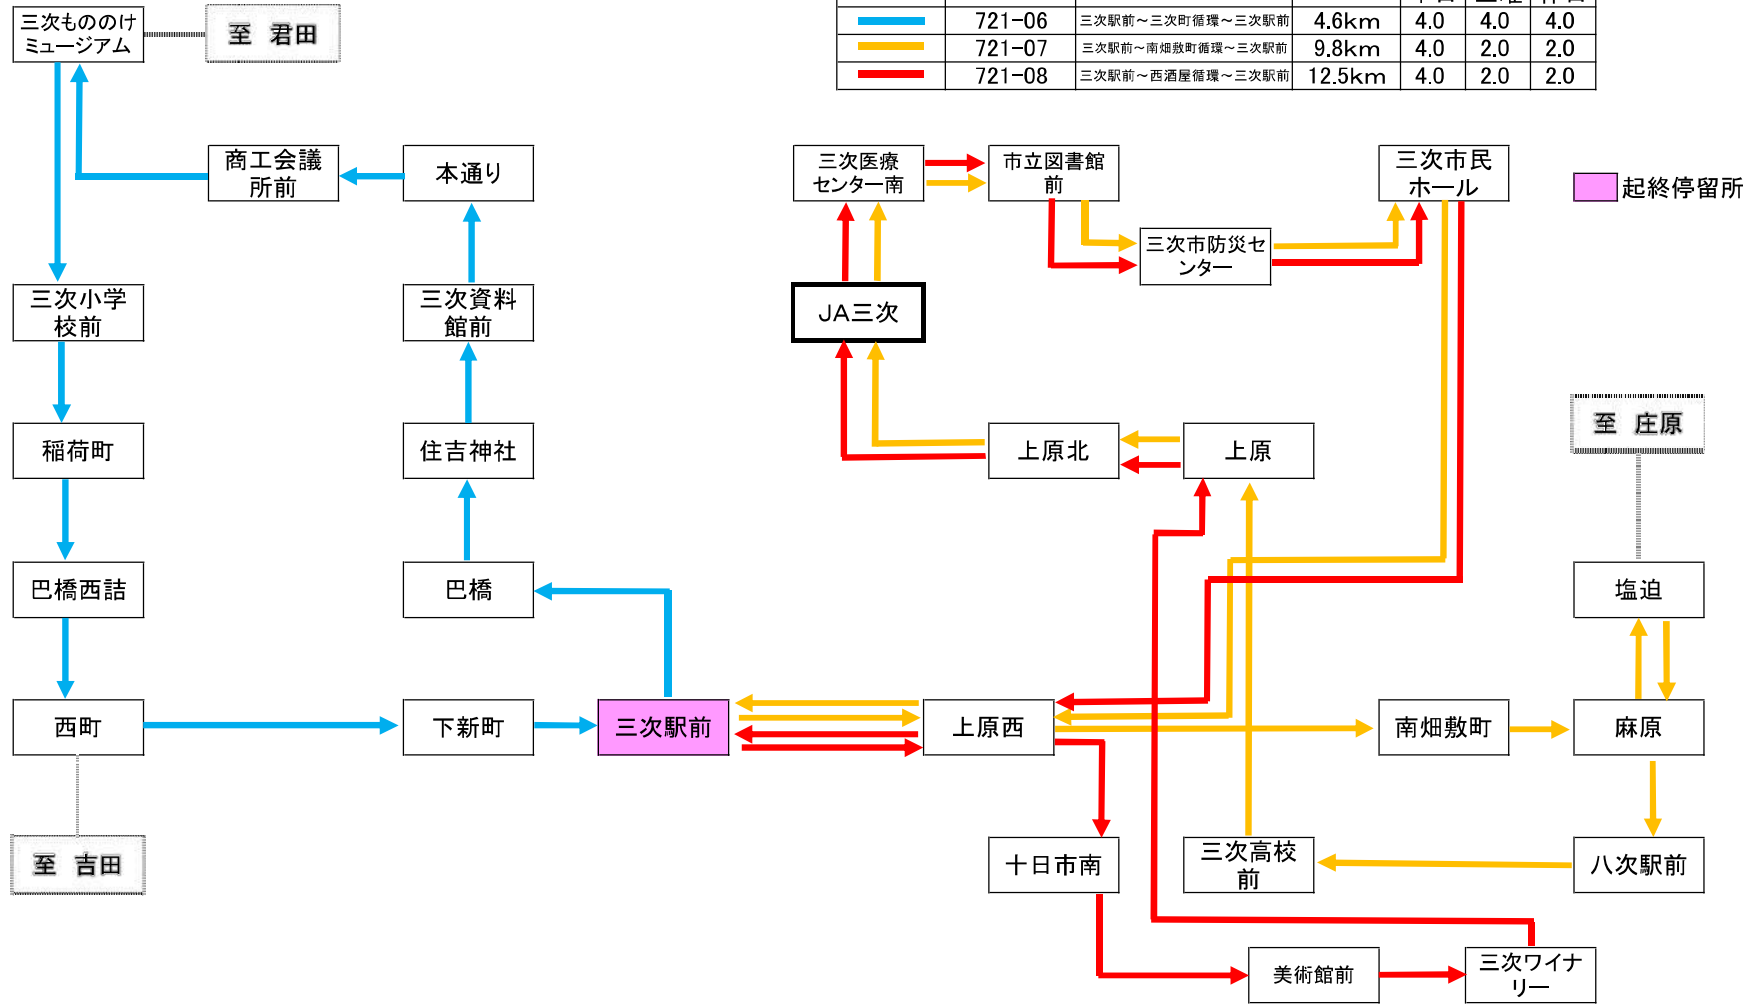 三次もののけ
ミュージアム
至 君田
721-06 三次駅前～三次町循環～三次駅前 4.6km 4.0 4.0 4.0
721-07 三次駅前～南畑敷町循環～三次駅前 9.8km 4.0 2.0 2.0
721-08 三次駅前～西酒屋循環～三次駅前 12.5km 4.0 2.0 2.0
商工会議
所前
本通り
三次医療
センター南
市立図書館
前
三次市民
ホール
起終停留所
三次市防災セ
ンター
三次小学
校前
三次資料
館前
JA三次
稲荷町
住吉神社
上原北
上原
至 庄原
巴橋西詰
巴橋
塩迫
西町
下新町
三次駅前
上原西
南畑敷町
麻原
至 吉田
十日市南
三次高校
前
八次駅前
美術館前
三次ワイナ
リー